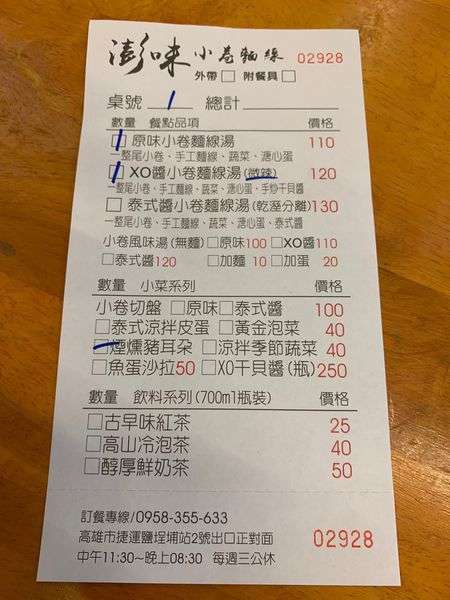 澎味 小卷麵線 02928
外帶□ 附餐具□
桌號 1 總計
數量 餐點品項 價格
□原味小卷麵線湯 110
一整尾小卷、手工麵線、蔬菜、溏心蛋
□XO醬小卷麵線湯(微辣) 120
一整尾小卷、手工麵線、蔬菜、溏心蛋、手炒干貝醬
□泰式醬小卷麵線湯(乾溼分離)130
一整尾小卷、手工麵線、蔬菜、溏心蛋、泰式醬
小卷風味湯(無麵)□原味100□XO醬110
□泰式醬120 □加麵 10□加蛋 20
數量 小菜系列 價格
小卷切盤 □原味□泰式醬 100
□泰式涼拌皮蛋 □黃金泡菜 40
□煙燻豬耳朵 □涼拌季節蔬菜 40
□魚蛋沙拉50 □XO干貝醬(瓶)250
數量 飲料系列(700ml瓶裝) 價格
□古早味紅茶 25
□高山冷泡茶 40
□醇厚鮮奶茶 50
訂餐專線/0958-355-633
高雄市捷運鹽埕埔站2號出口正對面 02928
中午11:30~晚上08:30 每週三公休